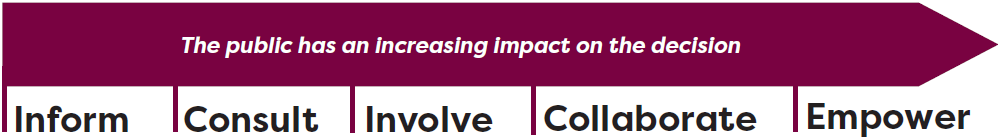 The public has an increasing impact on the decision
Inform Consult Involve Collaborate Empower